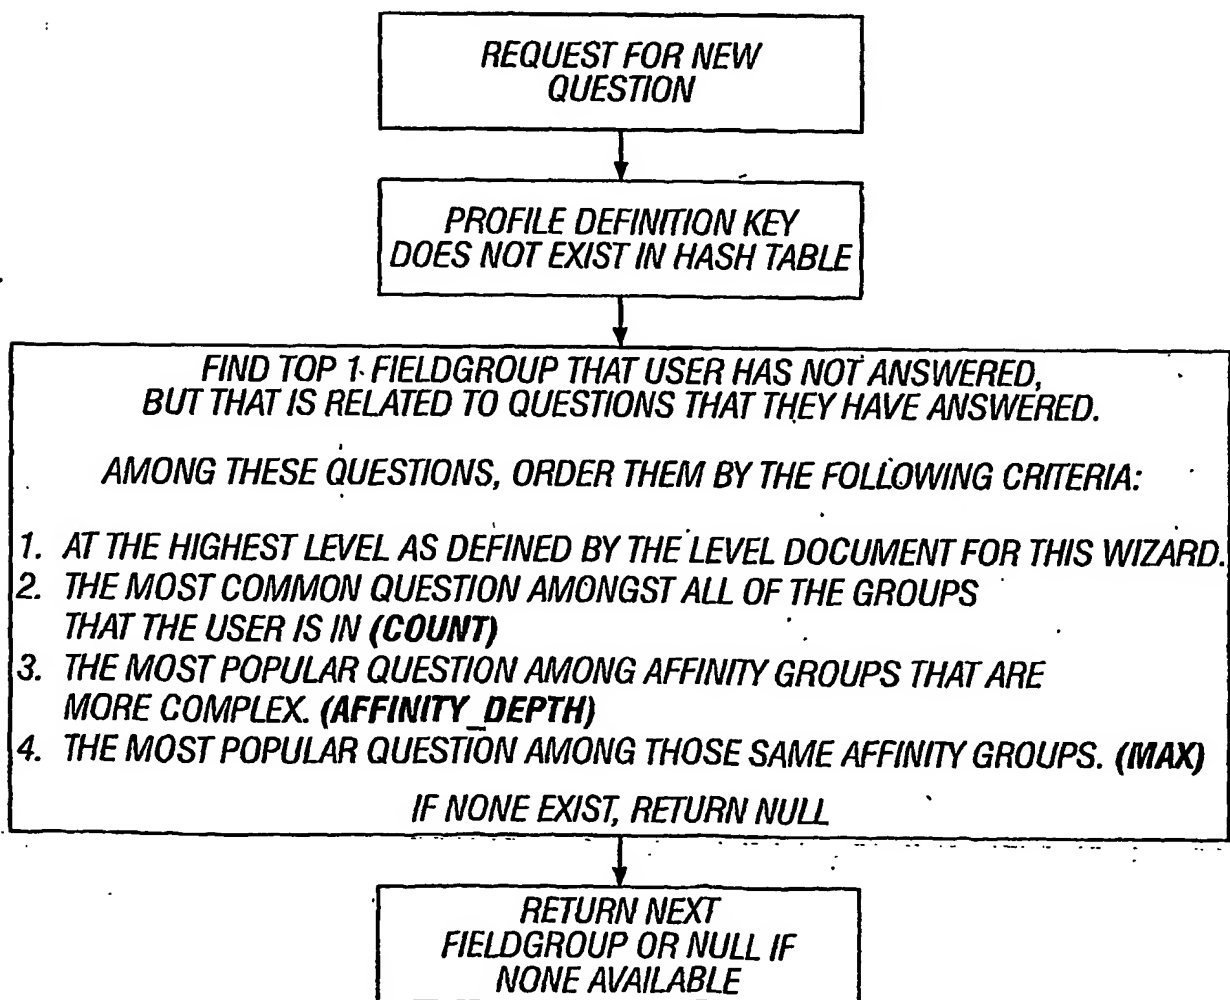 REQUEST FOR NEW
QUESTION
PROFILE DEFINITION KEY
DOES NOT EXIST IN HASH TABLE
FIND TOP 1 FIELDGROUP THAT USER HAS NOT ANSWERED,
BUT THAT IS RELATED TO QUESTIONS THAT THEY HAVE ANSWERED.
AMONG THESE QUESTIONS, ORDER THEM BY THE FOLLOWING CRITERIA:
1. AT THE HIGHEST LEVEL AS DEFINED BY THE LEVEL DOCUMENT FOR THIS WIZARD.
2. THE MOST COMMON QUESTION AMONGST ALL OF THE GROUPS
THAT THE USER IS IN (COUNT)
3. THE MOST POPULAR QUESTION AMONG AFFINITY GROUPS THAT ARE
MORE COMPLEX. (AFFINITY_DEPTH)
4. THE MOST POPULAR QUESTION AMONG THOSE SAME AFFINITY GROUPS. (MAX)
IF NONE EXIST, RETURN NULL
RETURN NEXT
FIELDGROUP OR NULL IF
NONE AVAILABLE